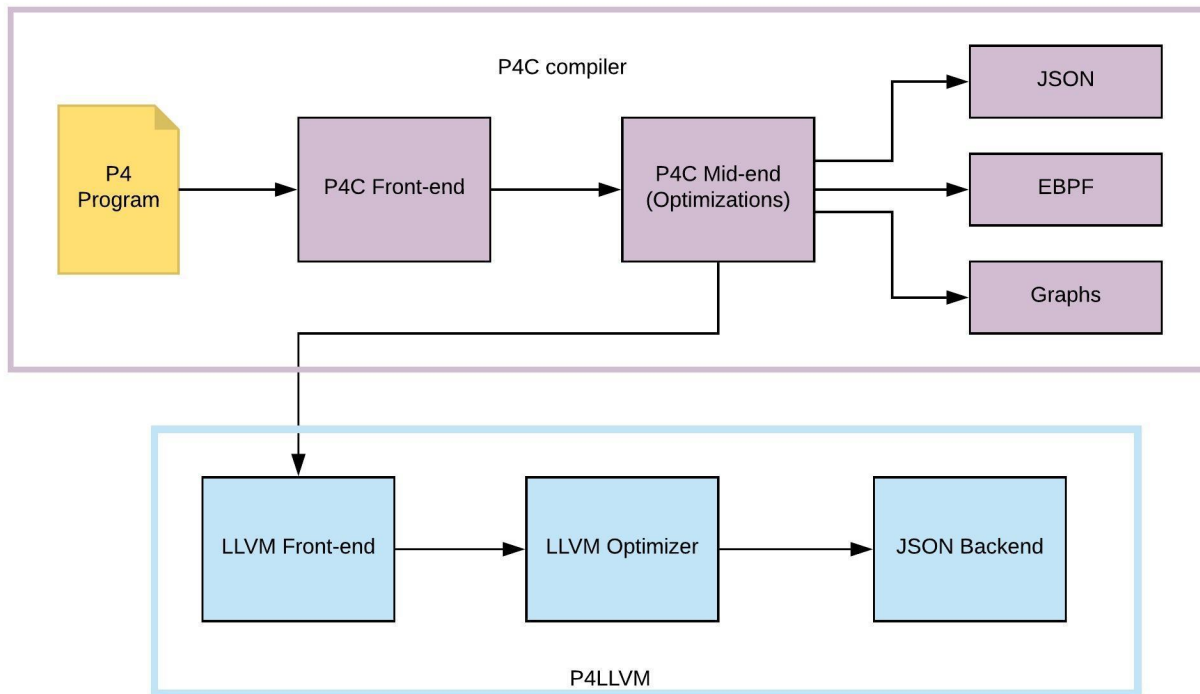 P4C compiler
P4
Program
P4C Front-end
P4C Mid-end
(Optimizations)
JSON
EBPF
Graphs
LLVM Front-end
LLVM Optimizer
JSON Backend
P4LLVM